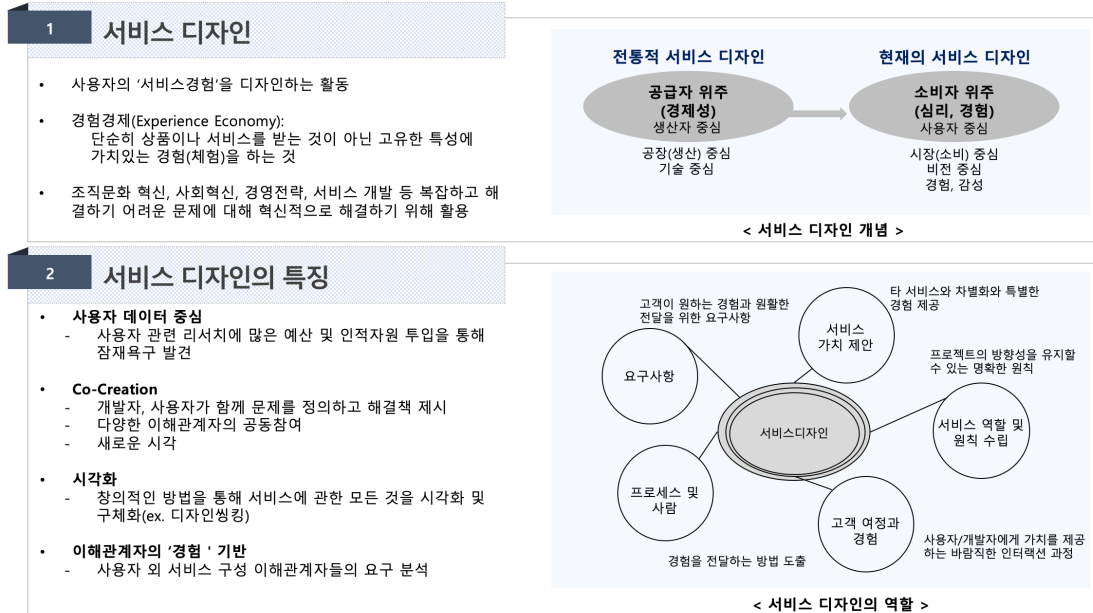 1
서비스 디자인
• 사용자의 ‘서비스경험’을 디자인하는 활동
• 경험경제(Experience Economy):
단순히 상품이나 서비스를 받는 것이 아닌 고유한 특성에
가치있는 경험(체험)을 하는 것
• 조직문화 혁신, 사회혁신, 경영전략, 서비스 개발 등 복잡하고 해
결하기 어려운 문제에 대해 혁신적으로 해결하기 위해 활용
전통적 서비스 디자인
공급자 위주
(경제성)
생산자 중심
공장(생산) 중심
기술 중심
현재의 서비스 디자인
소비자 위주
(심리, 경험)
사용자 중심
시장(소비) 중심
비전 중심
경험, 감성
< 서비스 디자인 개념 >
2
서비스 디자인의 특징
• 사용자 데이터 중심
- 사용자 관련 리서치에 많은 예산 및 인적자원 투입을 통해
잠재욕구 발견
• Co-Creation
- 개발자, 사용자가 함께 문제를 정의하고 해결책 제시
- 다양한 이해관계자의 공동참여
- 새로운 시각
• 시각화
- 창의적인 방법을 통해 서비스에 관한 모든 것을 시각화 및
구체화(ex. 디자인씽킹)
• 이해관계자의 ‘경험 ' 기반
- 사용자 외 서비스 구성 이해관계자들의 요구 분석
고객이 원하는 경험과 원활한
전달을 위한 요구사항
요구사항
타 서비스와 차별화와 특별한
경험 제공
서비스
가치 제안
프로젝트의 방향성을 유지할
수 있는 명확한 원칙
서비스 역할 및
원칙 수립
서비스디자인
프로세스 및
사람
경험을 전달하는 방법 도출
고객 여정과
경험
사용자/개발자에게 가치를 제공
하는 바람직한 인터랙션 과정
< 서비스 디자인의 역할 >